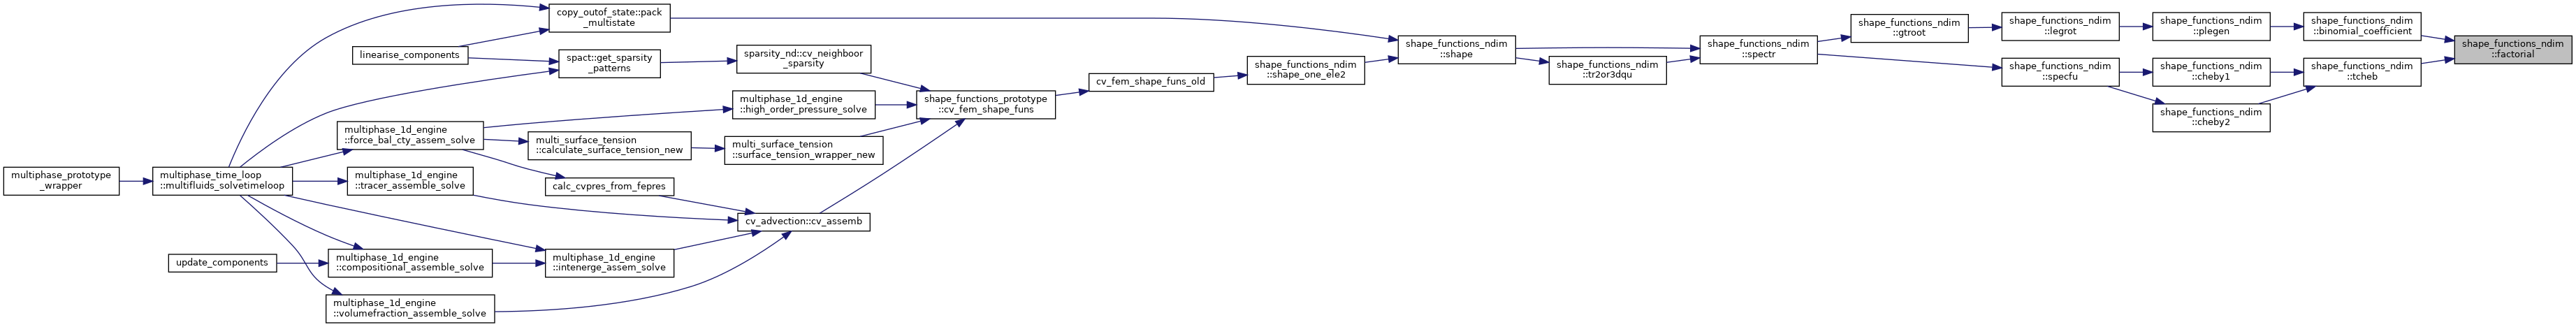 multiphase_prototype
_wrapper
multiphase_time_loop
::multifluids_solvetimeloop
update_components
copy_outof_state::pack
_multistate
linearise_components
spact::get_sparsity
_patterns
sparsity_nd::cv_neighboor
_sparsity
multiphase_1d_engine
::high_order_pressure_solve
multiphase_1d_engine
::force_bal_cty_assem_solve
multi_surface_tension
::calculate_surface_tension_new
multi_surface_tension
::surface_tension_wrapper_new
multiphase_1d_engine
::tracer_assemble_solve
calc_cvpres_from_fepres
cv_advection::cv_assemb
multiphase_1d_engine
::compositional_assemble_solve
multiphase_1d_engine
::intenerge_assem_solve
multiphase_1d_engine
::volumefraction_assemble_solve
shape_functions_prototype
::cv_fem_shape_funs
cv_fem_shape_funs_old
shape_functions_ndim
::shape_one_ele2
shape_functions_ndim
::shape
shape_functions_ndim
::tr2or3dqu
shape_functions_ndim
::spectr
shape_functions_ndim
::gtroot
shape_functions_ndim
::legrot
shape_functions_ndim
::plegen
shape_functions_ndim
::binomial_coefficient
shape_functions_ndim
::factorial
shape_functions_ndim
::specfu
shape_functions_ndim
::cheby1
shape_functions_ndim
::tcheb
shape_functions_ndim
::cheby2